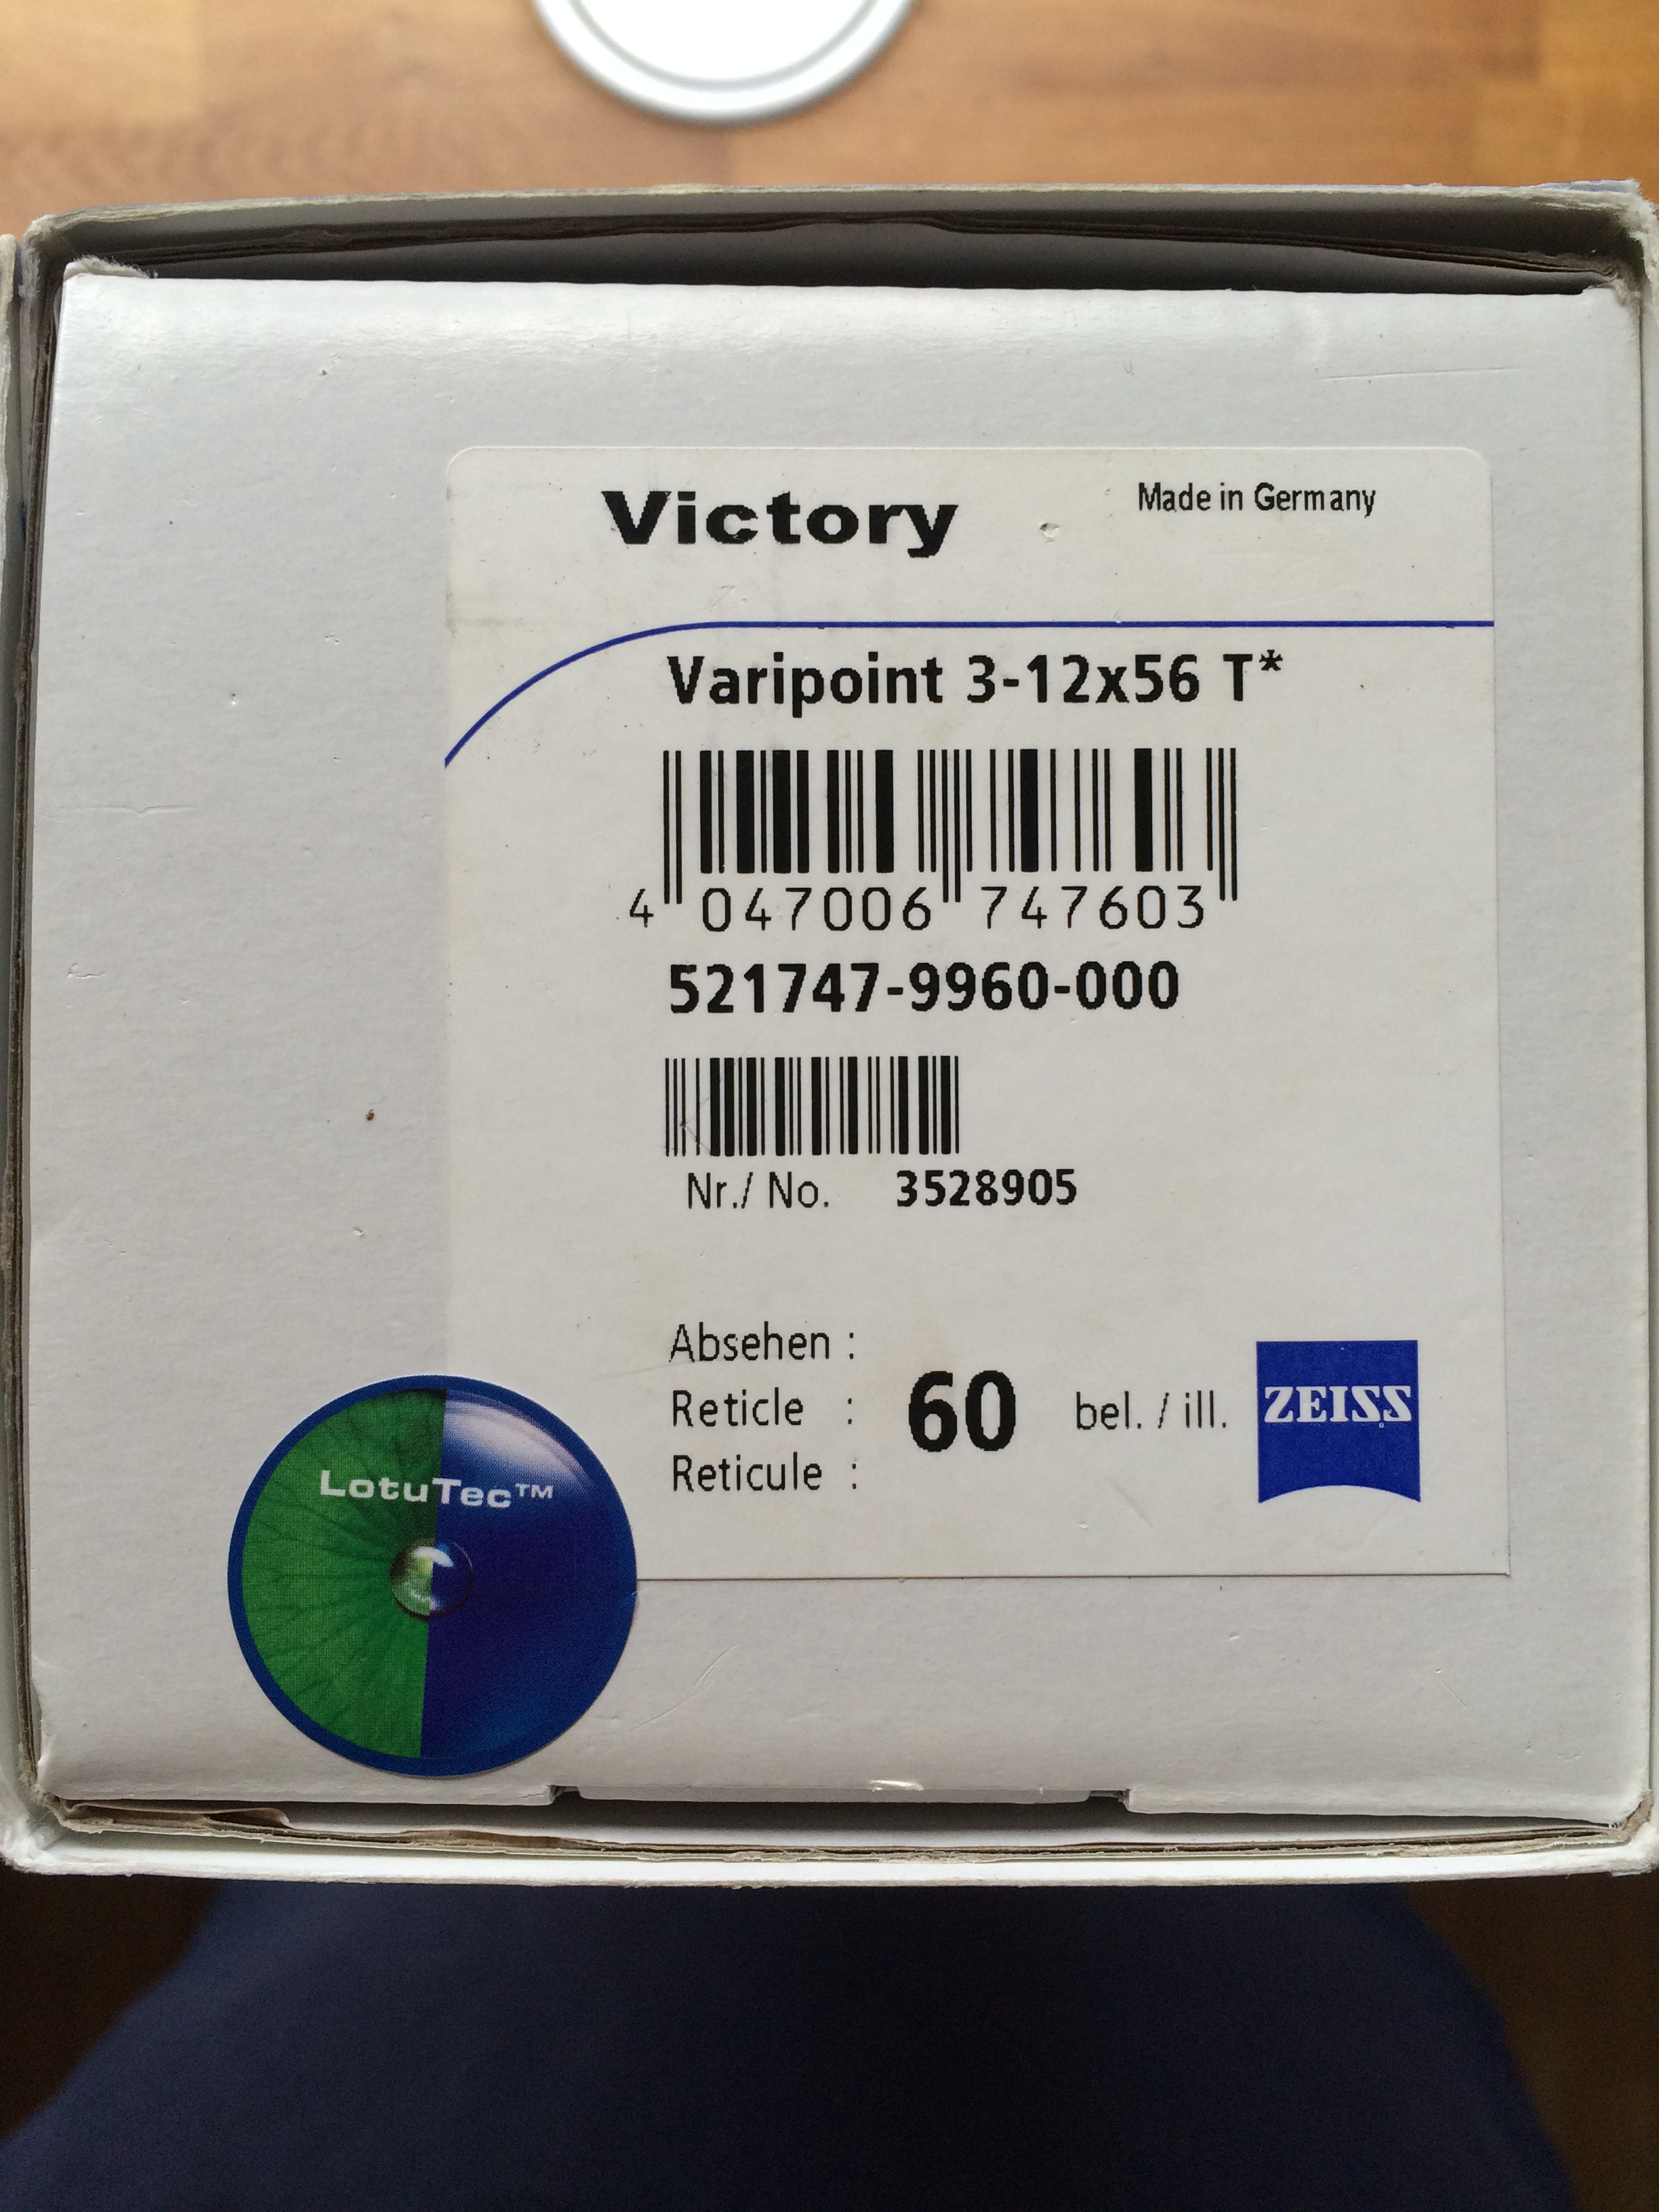 Victory
Made in Germany
Varipoint 3-12x56 T*
4 047006 747603
521747-9960-000
Nr./ No. 3528905
Absehen :
Reticle : 60 bel. / ill.
Reticule :
ZEISS
LotuTec™